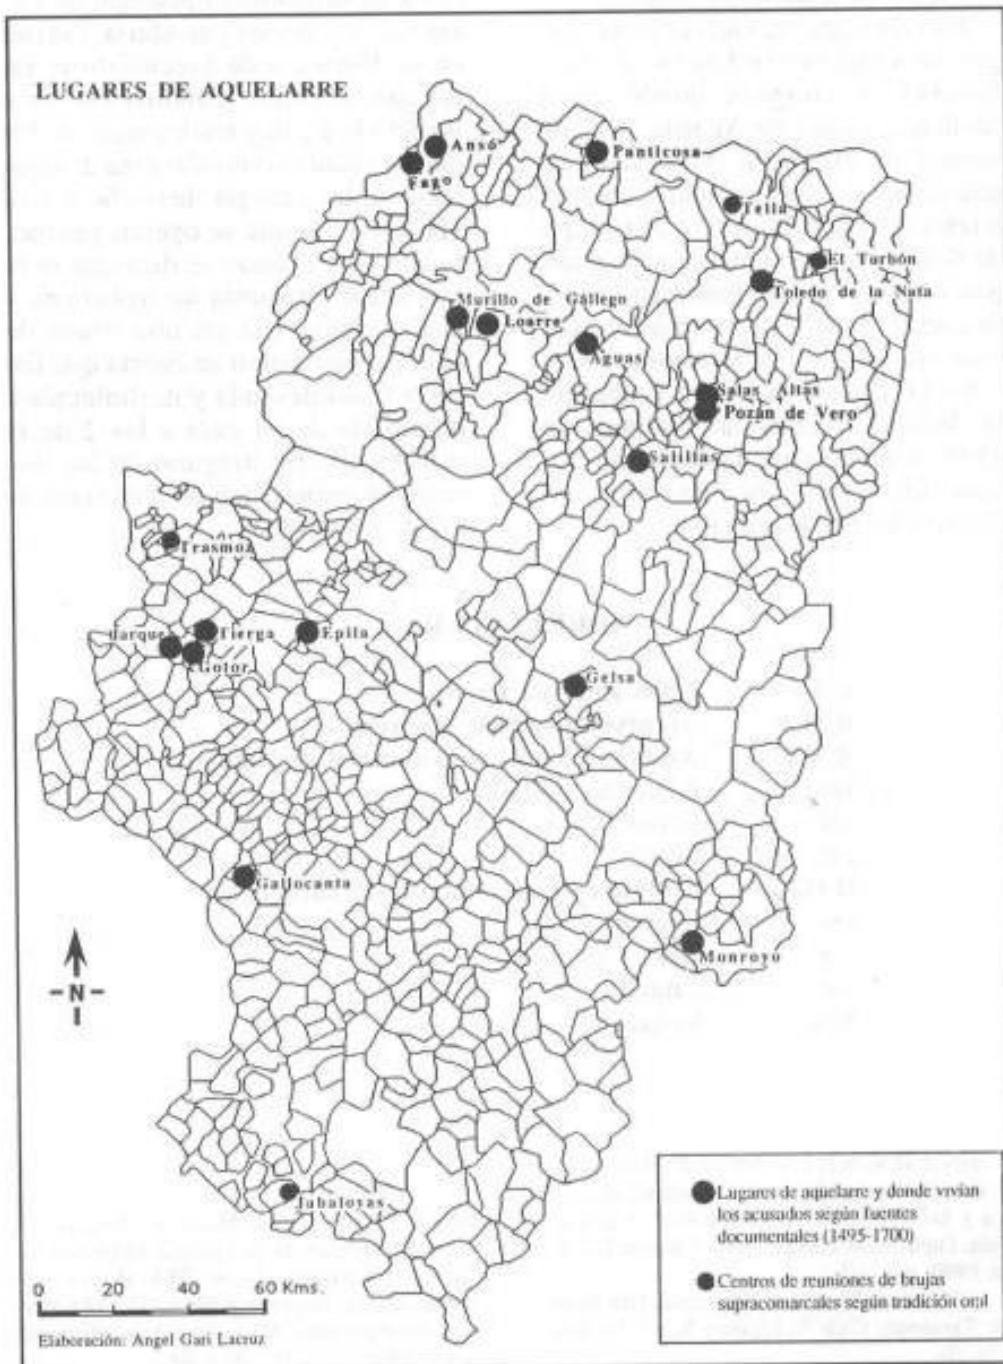 LUGARES DE AQUELARRE
Ansó
Fago
Panticosa
Tella
El Turbón
Toledo de la Nata
Murillo de Gállego
Loarre
Aguas
Salas Altas
Pozán de Vero
Salillas
Trasmoz
Jarque
Tierga
Epila
Gotor
Gelsa
Gallocanta
Monroyo
Jabaloyas
N
Lugares de aquelarre y donde vivían
los acusados según fuentes
documentales (1495-1700)
Centros de reuniones de brujas
supracomarcales según tradición oral
0 20 40 60 Kms.
Elaboración: Angel Gari Lacruz